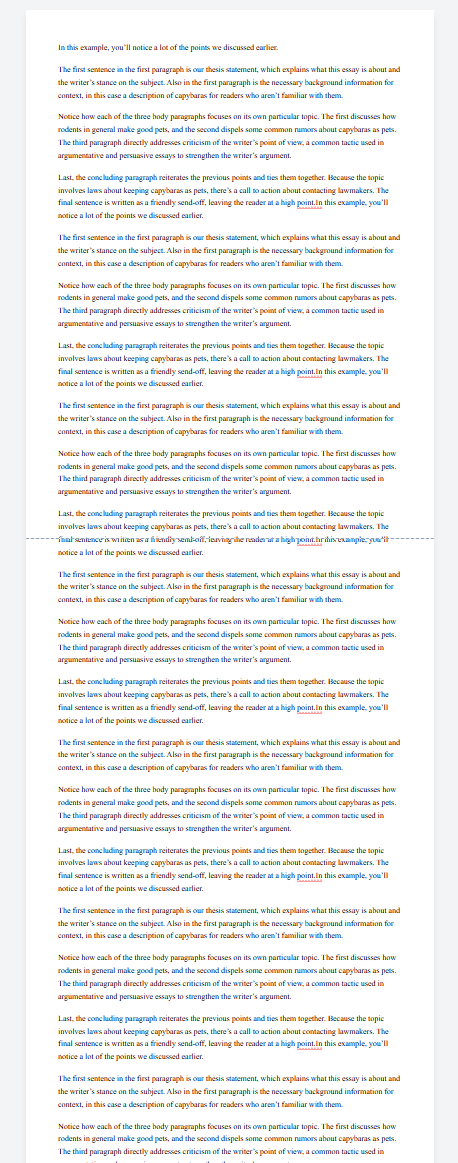 In this example, you'll notice a lot of the points we discussed earlier.
The first sentence in the first paragraph is our thesis statement, which explains what this essay is about and
the writer's stance on the subject. Also in the first paragraph is the necessary background information for
context, in this case a description of capybaras for readers who aren't familiar with them.
Notice how each of the three body paragraphs focuses on its own particular topic. The first discusses how
rodents in general make good pets, and the second dispels some common rumors about capybaras as pets.
The third paragraph directly addresses criticism of the writer's point of view, a common tactic used in
argumentative and persuasive essays to strengthen the writer's argument.
Last, the concluding paragraph reiterates the previous points and ties them together. Because the topic
involves laws about keeping capybaras as pets, there's a call to action about contacting lawmakers. The
final sentence is written as a friendly send-off, leaving the reader at a high point.In this example, you'll
notice a lot of the points we discussed earlier.
The first sentence in the first paragraph is our thesis statement, which explains what this essay is about and
the writer's stance on the subject. Also in the first paragraph is the necessary background information for
context, in this case a description of capybaras for readers who aren't familiar with them.
Notice how each of the three body paragraphs focuses on its own particular topic. The first discusses how
rodents in general make good pets, and the second dispels some common rumors about capybaras as pets.
The third paragraph directly addresses criticism of the writer's point of view, a common tactic used in
argumentative and persuasive essays to strengthen the writer's argument.
Last, the concluding paragraph reiterates the previous points and ties them together. Because the topic
involves laws about keeping capybaras as pets, there's a call to action about contacting lawmakers. The
final sentence is written as a friendly send-off, leaving the reader at a high point.In this example, you'll
notice a lot of the points we discussed earlier.
The first sentence in the first paragraph is our thesis statement, which explains what this essay is about and
the writer's stance on the subject. Also in the first paragraph is the necessary background information for
context, in this case a description of capybaras for readers who aren't familiar with them.
Notice how each of the three body paragraphs focuses on its own particular topic. The first discusses how
rodents in general make good pets, and the second dispels some common rumors about capybaras as pets.
The third paragraph directly addresses criticism of the writer's point of view, a common tactic used in
argumentative and persuasive essays to strengthen the writer's argument.
Last, the concluding paragraph reiterates the previous points and ties them together. Because the topic
involves laws about keeping capybaras as pets, there's a call to action about contacting lawmakers. The
final sentence is written as a friendly send-off, leaving the reader at a high point.In this example, you'll
notice a lot of the points we discussed earlier.
The first sentence in the first paragraph is our thesis statement, which explains what this essay is about and
the writer's stance on the subject. Also in the first paragraph is the necessary background information for
context, in this case a description of capybaras for readers who aren't familiar with them.
Notice how each of the three body paragraphs focuses on its own particular topic. The first discusses how
rodents in general make good pets, and the second dispels some common rumors about capybaras as pets.
The third paragraph directly addresses criticism of the writer's point of view, a common tactic used in
argumentative and persuasive essays to strengthen the writer's argument.
Last, the concluding paragraph reiterates the previous points and ties them together. Because the topic
involves laws about keeping capybaras as pets, there's a call to action about contacting lawmakers. The
final sentence is written as a friendly send-off, leaving the reader at a high point.In this example, you'll
notice a lot of the points we discussed earlier.
The first sentence in the first paragraph is our thesis statement, which explains what this essay is about and
the writer's stance on the subject. Also in the first paragraph is the necessary background information for
context, in this case a description of capybaras for readers who aren't familiar with them.
Notice how each of the three body paragraphs focuses on its own particular topic. The first discusses how
rodents in general make good pets, and the second dispels some common rumors about capybaras as pets.
The third paragraph directly addresses criticism of the writer's point of view, a common tactic used in
argumentative and persuasive essays to strengthen the writer's argument.
Last, the concluding paragraph reiterates the previous points and ties them together. Because the topic
involves laws about keeping capybaras as pets, there's a call to action about contacting lawmakers. The
final sentence is written as a friendly send-off, leaving the reader at a high point.In this example, you'll
notice a lot of the points we discussed earlier.
The first sentence in the first paragraph is our thesis statement, which explains what this essay is about and
the writer's stance on the subject. Also in the first paragraph is the necessary background information for
context, in this case a description of capybaras for readers who aren't familiar with them.
Notice how each of the three body paragraphs focuses on its own particular topic. The first discusses how
rodents in general make good pets, and the second dispels some common rumors about capybaras as pets.
The third paragraph directly addresses criticism of the writer's point of view, a common tactic used in
argumentative and persuasive essays to strengthen the writer's argument.
Last, the concluding paragraph reiterates the previous points and ties them together. Because the topic
involves laws about keeping capybaras as pets, there's a call to action about contacting lawmakers. The
final sentence is written as a friendly send-off, leaving the reader at a high point.In this example, you'll
notice a lot of the points we discussed earlier.
The first sentence in the first paragraph is our thesis statement, which explains what this essay is about and
the writer's stance on the subject. Also in the first paragraph is the necessary background information for
context, in this case a description of capybaras for readers who aren't familiar with them.
Notice how each of the three body paragraphs focuses on its own particular topic. The first discusses how
rodents in general make good pets, and the second dispels some common rumors about capybaras as pets.
The third paragraph directly addresses criticism of the writer's point of view, a common tactic used in